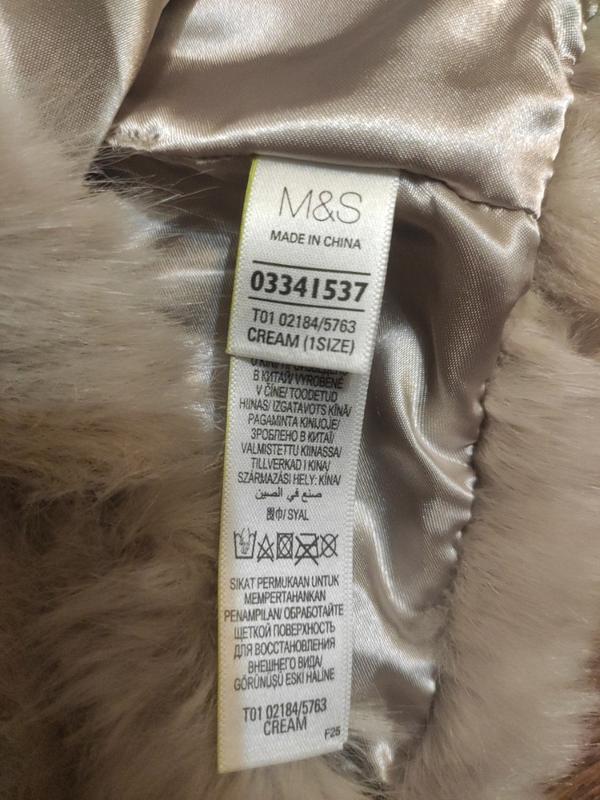 M&S
MADE IN CHINA
03341537
T01 02184/5763
CREAM (1SIZE)
В КИТАЇ/ VYROBENÉ
V ČÍNE/ TOODETUD
HIINAS/ IZGATAVOTS ĶĪNĀ/
PAGAMINTA KINIJOJE/
ЗРОБЛЕНО В КИТАЇ/
VALMISTETTU KIINASSA/
TILLVERKAD I KINA/
SZÁRMAZÁSI HELY: KÍNA/
صنع في الصين
/ SYAL
SIKAT PERMUKAAN UNTUK
MEMPERTAHANKAN
PENAMPILAN/ ОБРАБОТАЙТЕ
ЩЕТКОЙ ПОВЕРХНОСТЬ
ДЛЯ ВОССТАНОВЛЕНИЯ
ВНЕШНЕГО ВИДА/
GÖRÜNÜŞÜ ESKİ HALİNE
T01 02184/5763
CREAM
F25